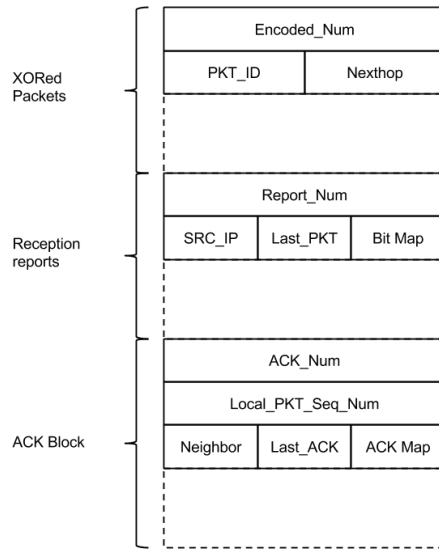 Encoded_Num
XORed
Packets
PKT_ID Nexthop
Report_Num
Reception
reports
SRC_IP Last_PKT Bit Map
ACK_Num
Local_PKT_Seq_Num
ACK Block
Neighbor Last_ACK ACK Map